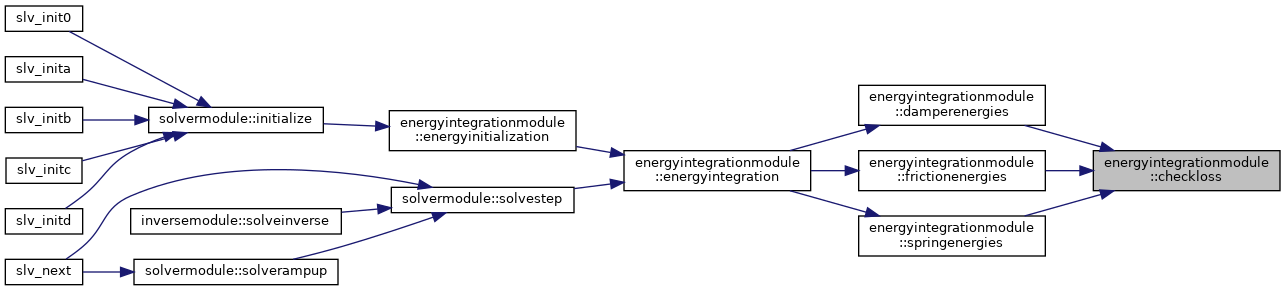 slv_init0
slv_inita
slv_initb
slv_initc
slv_initd
slv_next
solvermodule::initialize
inversemodule::solveinverse
solvermodule::solverampup
energyintegrationmodule
::energyinitialization
solvermodule::solvestep
energyintegrationmodule
::energyintegration
energyintegrationmodule
::damperenergies
energyintegrationmodule
::frictionenergies
energyintegrationmodule
::springenergies
energyintegrationmodule
::checkloss